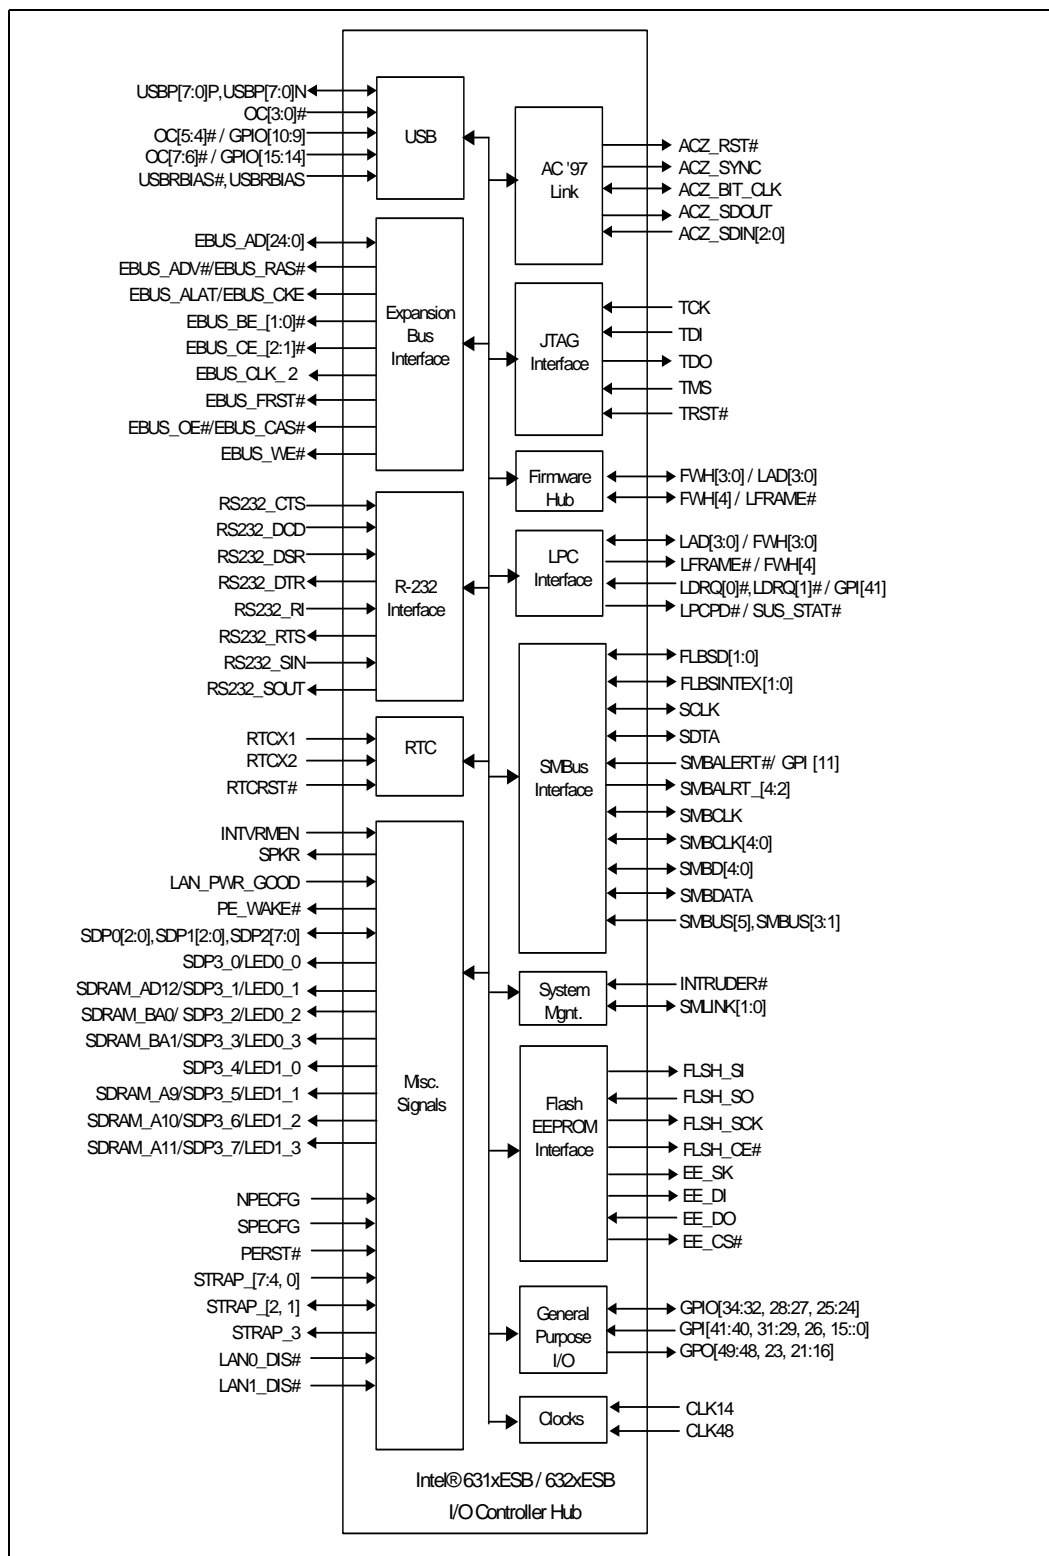 USBP[7:0]P, USBP[7:0]N
OC[3:0]#
OC[5:4]# / GPIO[10:9]
OC[7:6]# / GPIO[15:14]
USBRBIAS#, USBRBIAS
USB
EBUS_AD[24:0]
EBUS_ADV#/EBUS_RAS#
EBUS_ALAT/EBUS_CKE
EBUS_BE_[1:0]#
EBUS_CE_[2:1]#
EBUS_CLK_ 2
EBUS_FRST#
EBUS_OE#/EBUS_CAS#
EBUS_WE#
Expansion
Bus
Interface
RS232_CTS
RS232_DCD
RS232_DSR
RS232_DTR
RS232_RI
RS232_RTS
RS232_SIN
RS232_SOUT
R-232
Interface
RTCX1
RTCX2
RTCRST#
RTC
INTVRMEN
SPKR
LAN_PWR_GOOD
PE_WAKE#
SDP0[2:0], SDP1[2:0], SDP2[7:0]
SDP3_0/LED0_0
SDRAM_AD12/SDP3_1/LED0_1
SDRAM_BA0/ SDP3_2/LED0_2
SDRAM_BA1/SDP3_3/LED0_3
SDP3_4/LED1_0
SDRAM_A9/SDP3_5/LED1_1
SDRAM_A10/SDP3_6/LED1_2
SDRAM_A11/SDP3_7/LED1_3
NPECFG
SPECFG
PERST#
STRAP_[7:4, 0]
STRAP_[2, 1]
STRAP_3
LAN0_DIS#
LAN1_DIS#
Misc.
Signals
AC '97
Link
ACZ_RST#
ACZ_SYNC
ACZ_BIT_CLK
ACZ_SDOUT
ACZ_SDIN[2:0]
JTAG
Interface
TCK
TDI
TDO
TMS
TRST#
Firmware
Hub
FWH[3:0] / LAD[3:0]
FWH[4] / LFRAME#
LPC
Interface
LAD[3:0] / FWH[3:0]
LFRAME# / FWH[4]
LDRQ[0]#, LDRQ[1]# / GPI[41]
LPCPD# / SUS_STAT#
SMBus
Interface
FLBSD[1:0]
FLBSINTEX[1:0]
SCLK
SDTA
SMBALERT#/ GPI [11]
SMBALRT_[4:2]
SMBCLK
SMBCLK[4:0]
SMBD[4:0]
SMBDATA
SMBUS[5], SMBUS[3:1]
System
Mgnt.
INTRUDER#
SMLINK[1:0]
Flash
EEPROM
Interface
FLSH_SI
FLSH_SO
FLSH_SCK
FLSH_CE#
EE_SK
EE_DI
EE_DO
EE_CS#
General
Purpose
I/O
GPIO[34:32, 28:27, 25:24]
GPI[41:40, 31:29, 26, 15::0]
GPO[49:48, 23, 21:16]
Clocks
CLK14
CLK48
Intel® 631xESB / 632xESB
I/O Controller Hub